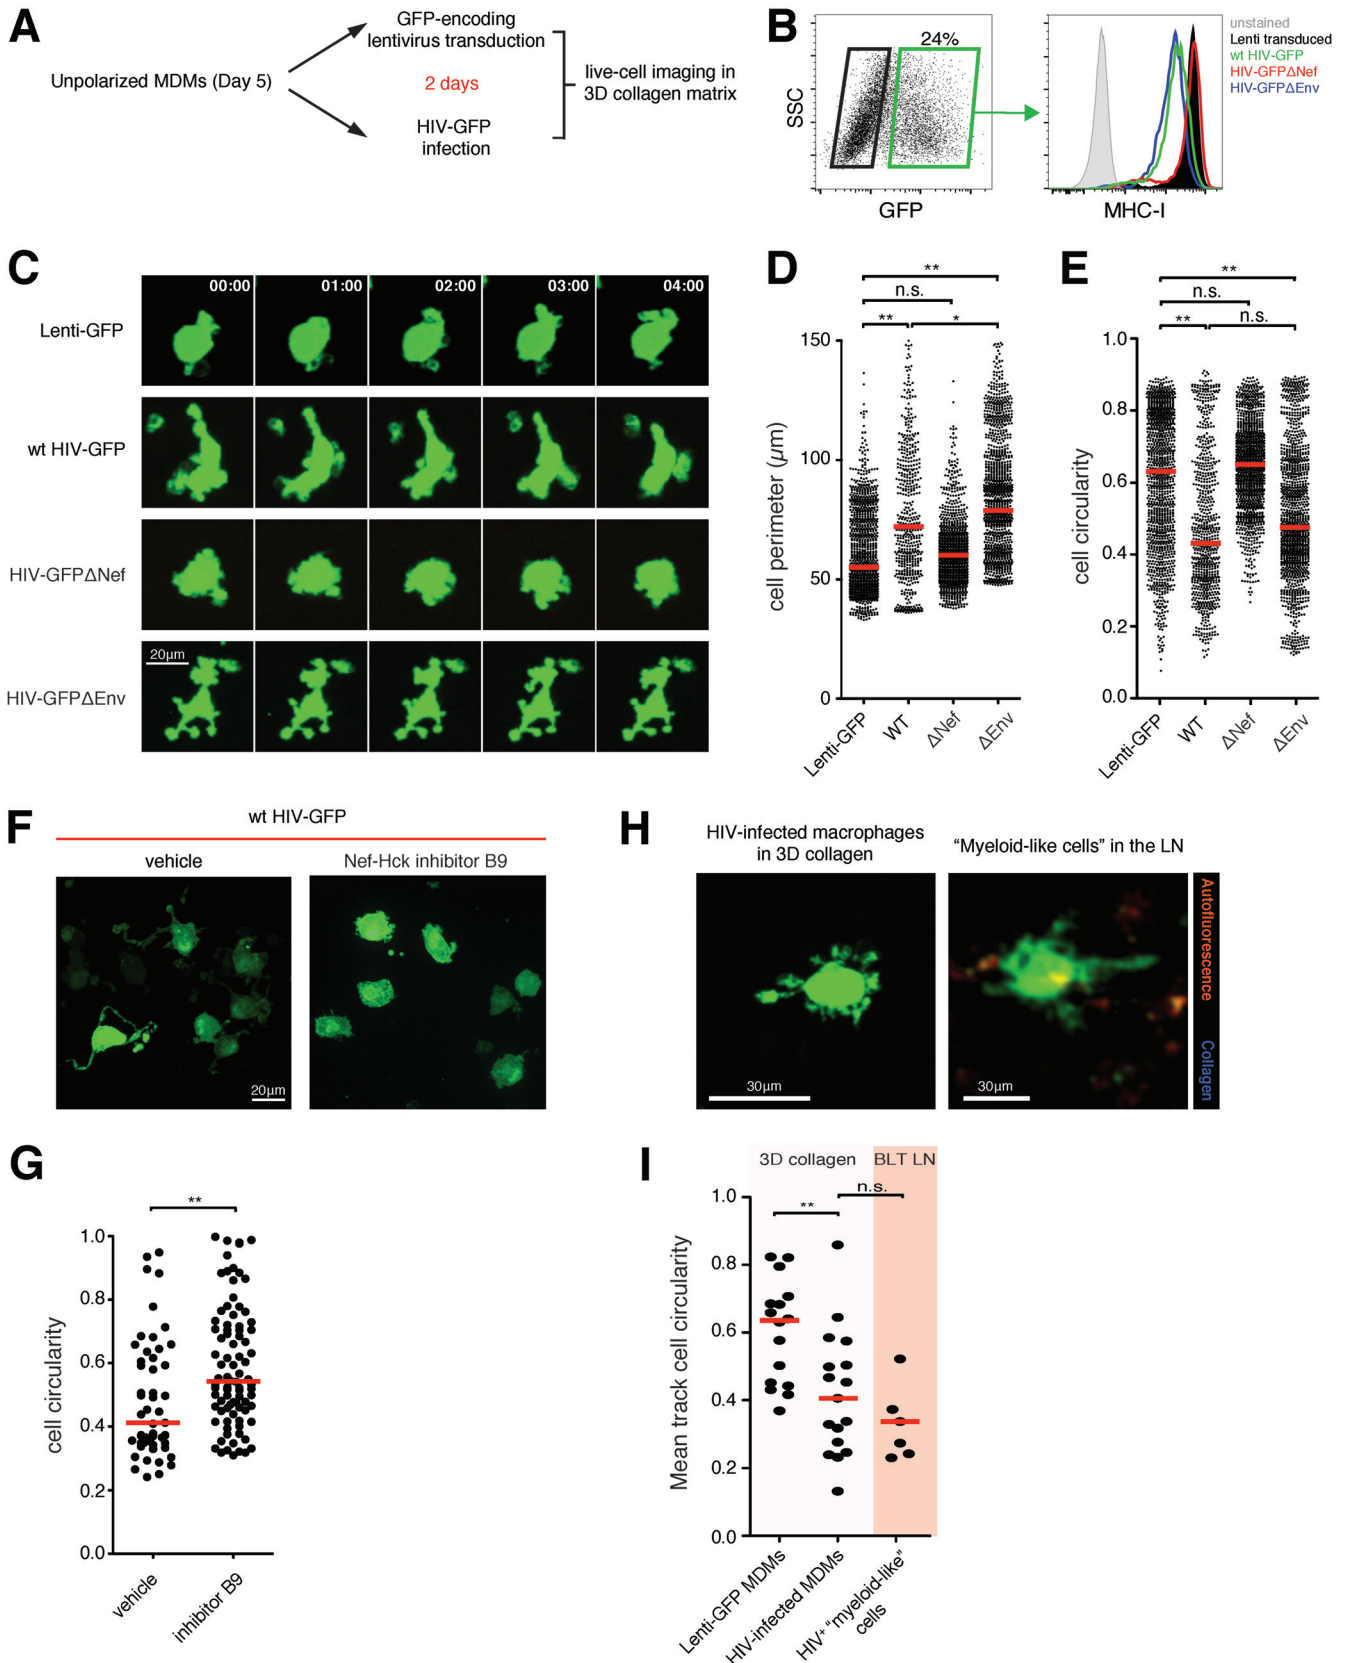 A
Unpolarized MDMs (Day 5)
GFP-encoding
lentivirus transduction
2 days
HIV-GFP
infection
live-cell imaging in
3D collagen matrix
B
24%
SSC
GFP
MHC-I
unstained
Lenti transduced
wt HIV-GFP
HIV-GFPΔNef
HIV-GFPΔEnv
C
00:00
01:00
02:00
03:00
04:00
Lenti-GFP
wt HIV-GFP
HIV-GFPΔNef
HIV-GFPΔEnv
20µm
D
**
n.s.
**
*
150
100
50
0
cell perimeter (µm)
Lenti-GFP
WT
ΔNef
ΔEnv
E
**
n.s.
**
n.s.
1.0
0.8
0.6
0.4
0.2
0.0
cell circularity
Lenti-GFP
WT
ΔNef
ΔEnv
F
wt HIV-GFP
vehicle
Nef-Hck inhibitor B9
20µm
H
HIV-infected macrophages
in 3D collagen
“Myeloid-like cells” in the LN
30µm
30µm
Autofluorescence
Collagen
G
**
1.0
0.8
0.6
0.4
0.2
0.0
cell circularity
vehicle
inhibitor B9
I
3D collagen
BLT LN
n.s.
**
1.0
0.8
0.6
0.4
0.2
0.0
Mean track cell circularity
Lenti-GFP MDMs
HIV-infected MDMs
HIV+ “myeloid-like”
cells